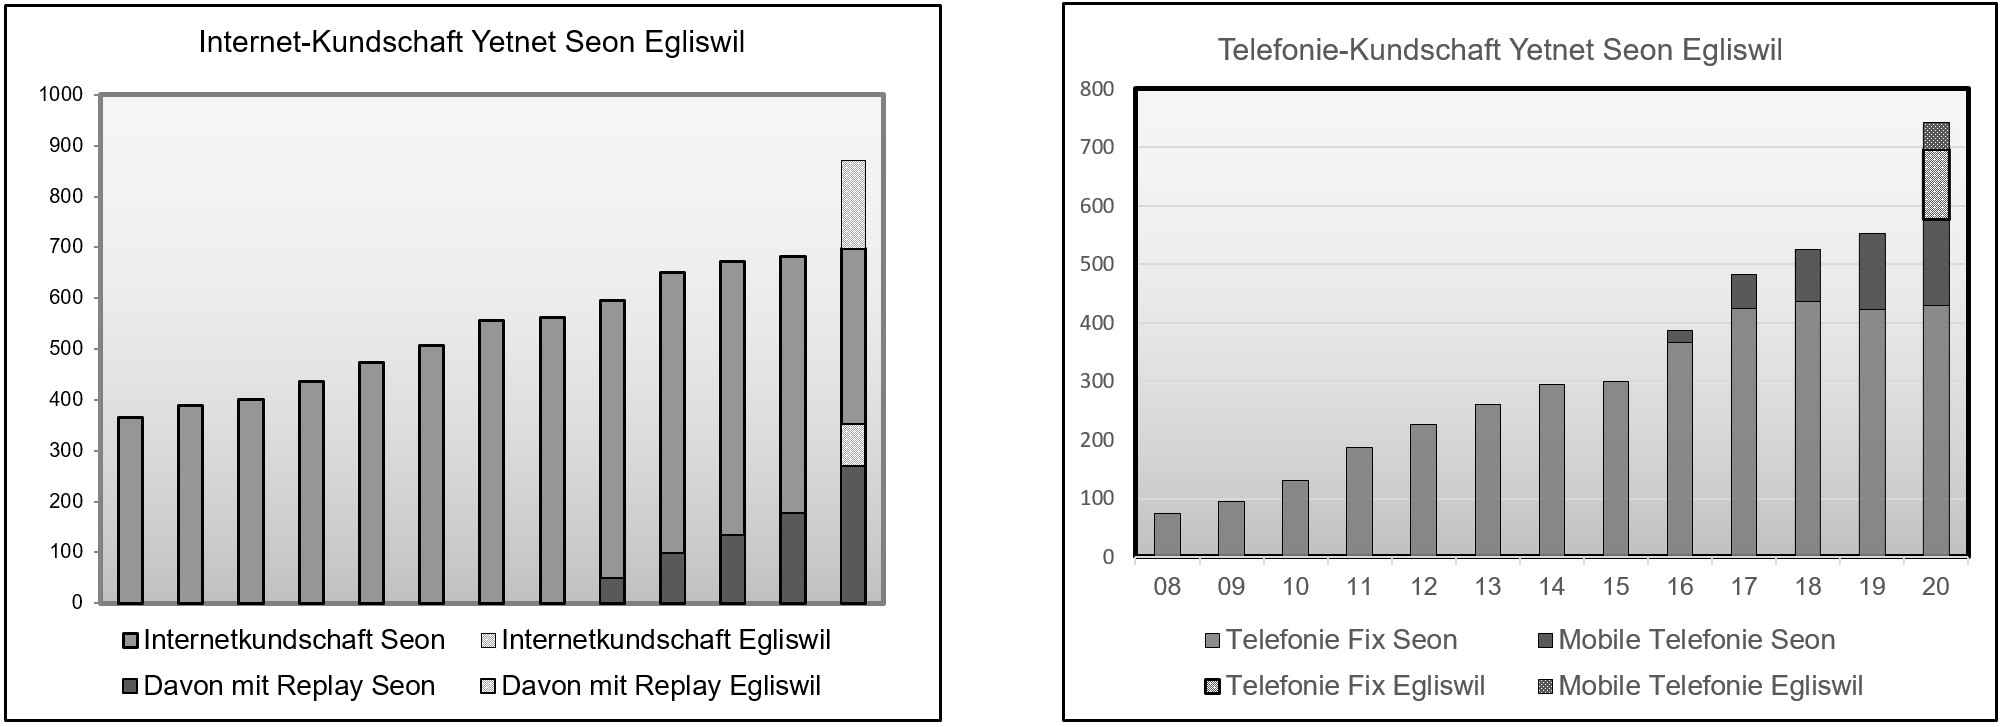 Internet-Kundschaft Yetnet Seon Egliswil
1000
900
800
700
600
500
400
300
200
100
0
Internetkundschaft Seon
Internetkundschaft Egliswil
Davon mit Replay Seon
Davon mit Replay Egliswil
Telefonie-Kundschaft Yetnet Seon Egliswil
800
700
600
500
400
300
200
100
0
08 09 10 11 12 13 14 15 16 17 18 19 20
Telefonie Fix Seon
Mobile Telefonie Seon
Telefonie Fix Egliswil
Mobile Telefonie Egliswil